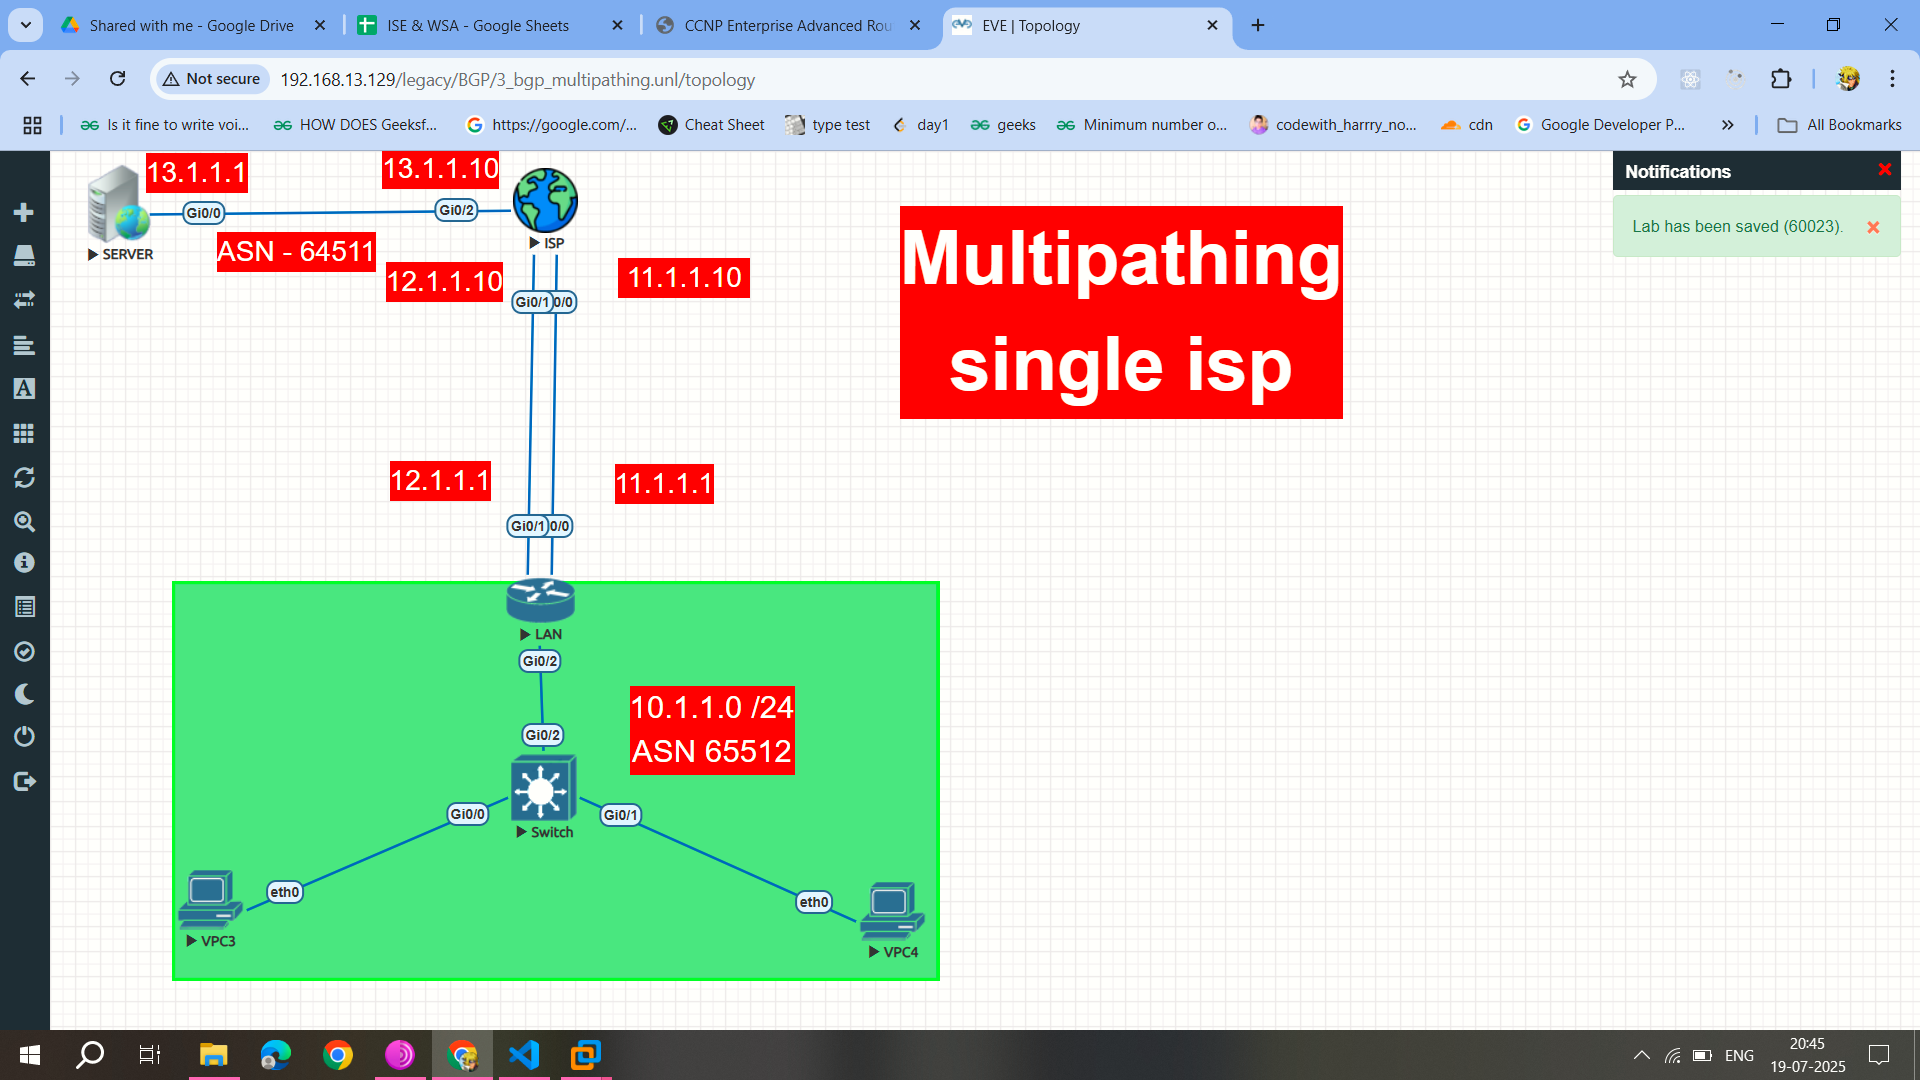 Shared with me - Google Drive
ISE & WSA - Google Sheets
CCNP Enterprise Advanced Rou
EVE | Topology
Not secure
192.168.13.129/legacy/BGP/3_bgp_multipathing.unl/topology
Is it fine to write voi...
HOW DOES Geeksf...
https://google.com/...
Cheat Sheet
type test
day1
geeks
Minimum number o...
codewith_harrry_no...
cdn
Google Developer P...
All Bookmarks
Notifications
Lab has been saved (60023).
13.1.1.1
13.1.1.10
Gi0/0
Gi0/2
SERVER
ISP
ASN - 64511
12.1.1.10
11.1.1.10
Gi0/1
0/0
Multipathing
single isp
12.1.1.1
11.1.1.1
Gi0/1
0/0
LAN
Gi0/2
10.1.1.0 /24
ASN 65512
Gi0/2
Gi0/0
Gi0/1
Switch
eth0
eth0
VPC3
VPC4
ENG
20:45
19-07-2025